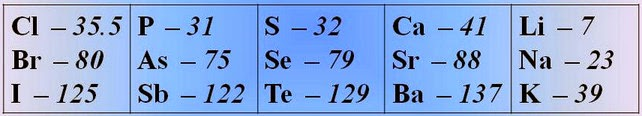 Cl – 35.5 P – 31 S – 32 Ca – 41 Li – 7
Br – 80 As – 75 Se – 79 Sr – 88 Na – 23
I – 125 Sb – 122 Te – 129 Ba – 137 K – 39